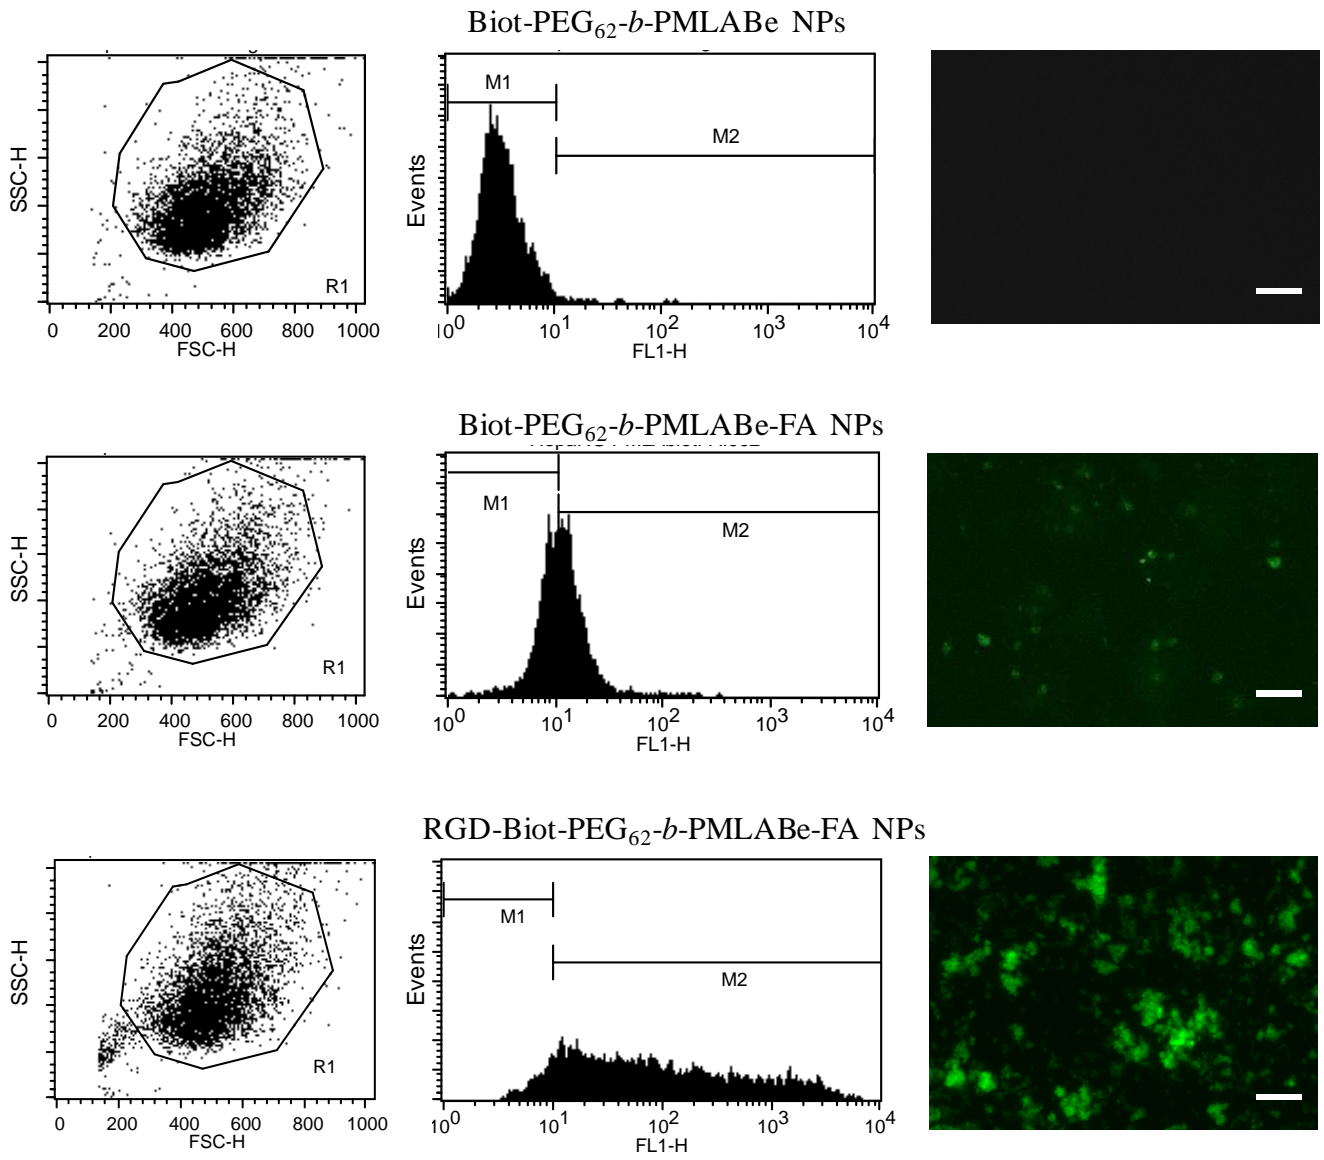 Biot-PEG62-b-PMLABe NPs
SSC-H
R1
0 200 400 600 800 1000
FSC-H
Events
M1
M2
10^0 10^1 10^2 10^3 10^4
FL1-H
Biot-PEG62-b-PMLABe-FA NPs
SSC-H
R1
0 200 400 600 800 1000
FSC-H
Events
M1
M2
10^0 10^1 10^2 10^3 10^4
FL1-H
RGD-Biot-PEG62-b-PMLABe-FA NPs
SSC-H
R1
0 200 400 600 800 1000
FSC-H
Events
M1
M2
10^0 10^1 10^2 10^3 10^4
FL1-H